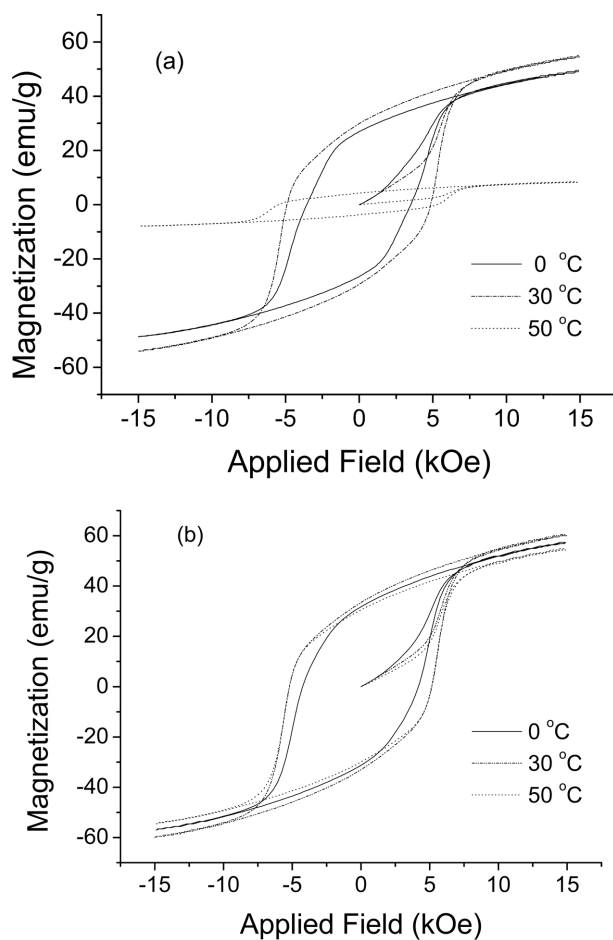 (a)
60
40
20
0
-20
-40
-60
Magnetization (emu/g)
0 °C
30 °C
50 °C
-15 -10 -5 0 5 10 15
Applied Field (kOe)
(b)
60
40
20
0
-20
-40
-60
Magnetization (emu/g)
0 °C
30 °C
50 °C
-15 -10 -5 0 5 10 15
Applied Field (kOe)